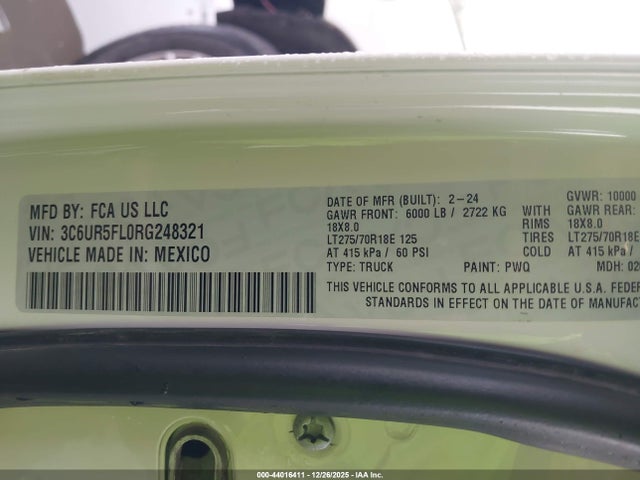 MFD BY: FCA US LLC
VIN: 3C6UR5FL0RG248321
VEHICLE MADE IN: MEXICO
DATE OF MFR (BUILT): 2-24
GAWR FRONT: 6000 LB / 2722 KG
18X8.0
LT275/70R18E 125
AT 415 kPa / 60 PSI
TYPE: TRUCK PAINT: PWQ
WITH
RIMS
TIRES
COLD
GVWR: 10000
GAWR REAR:
18X8.0
LT275/70R18E
AT 415 kPa
MDH: 02
THIS VEHICLE CONFORMS TO ALL APPLICABLE U.S.A. FEDER
STANDARDS IN EFFECT ON THE DATE OF MANUFACT
000-44016411 - 12/26/2025 - IAA Inc.